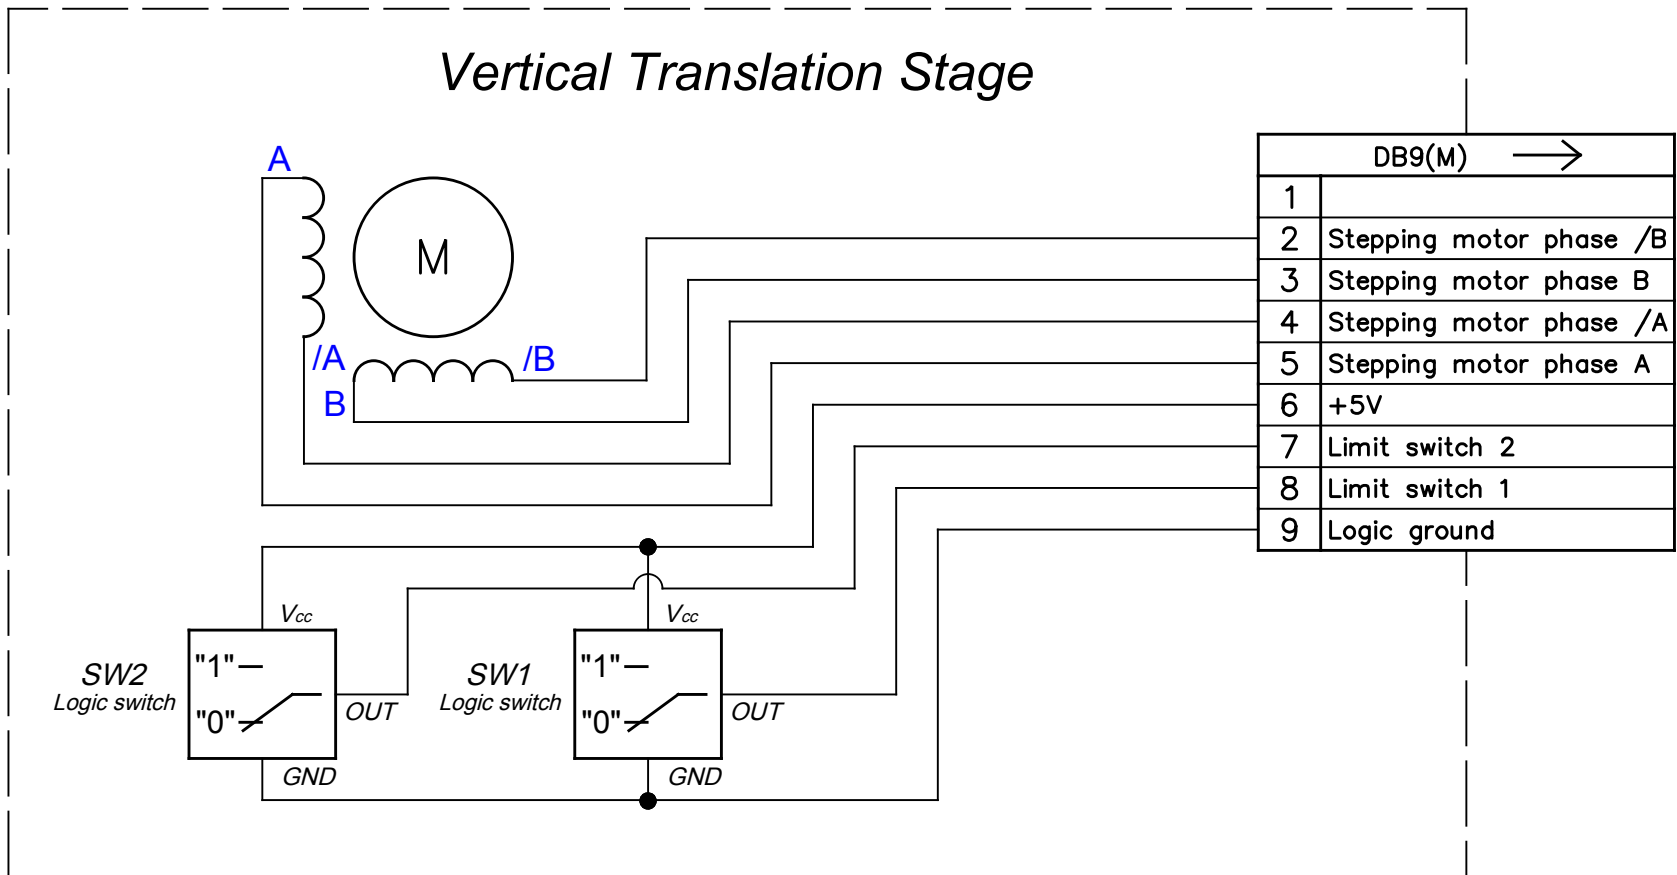 Vertical Translation Stage
A
M
/A
/B
B
DB9(M)
1
2 Stepping motor phase /B
3 Stepping motor phase B
4 Stepping motor phase /A
5 Stepping motor phase A
6 +5V
7 Limit switch 2
8 Limit switch 1
9 Logic ground
Vcc
SW2
Logic switch
"1"
"0"
OUT
GND
Vcc
SW1
Logic switch
"1"
"0"
OUT
GND